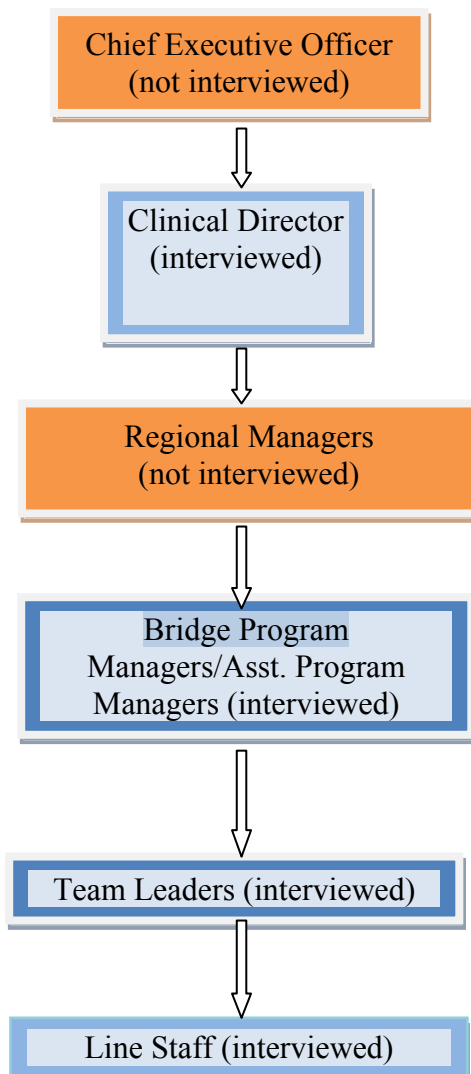 Chief Executive Officer
(not interviewed)
Clinical Director
(interviewed)
Regional Managers
(not interviewed)
Bridge Program
Managers/Asst. Program
Managers (interviewed)
Team Leaders (interviewed)
Line Staff (interviewed)